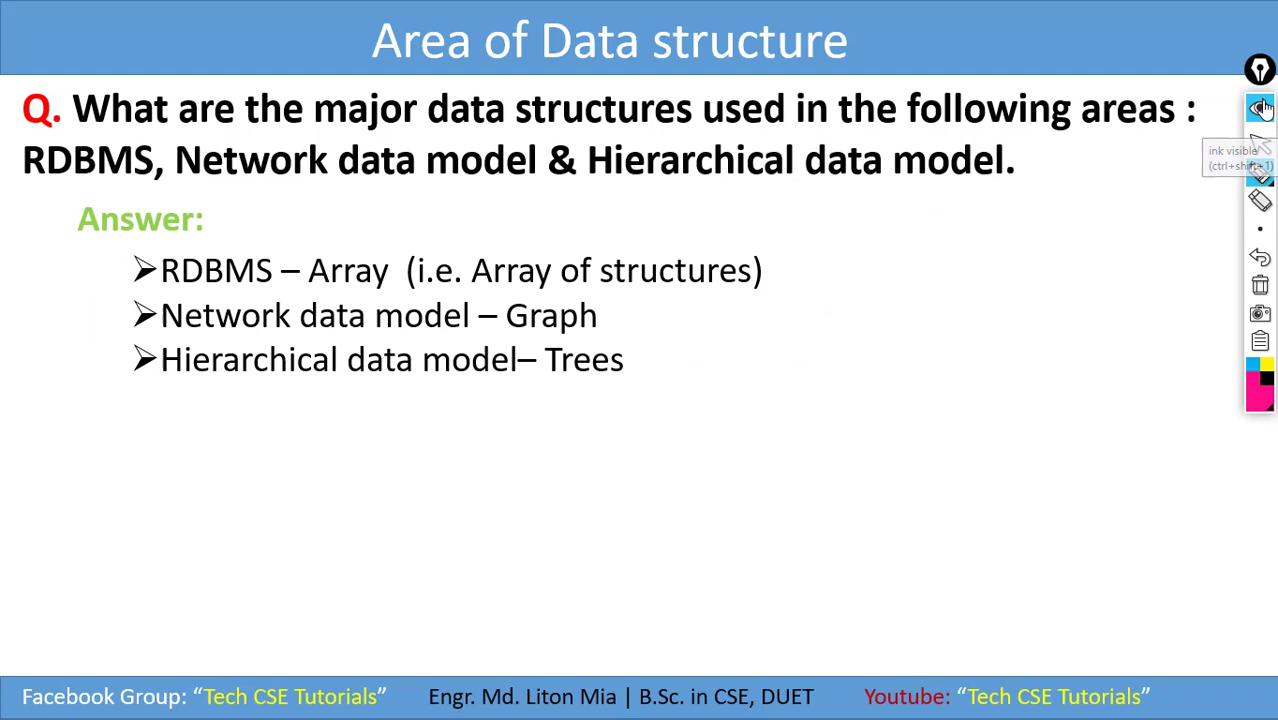 Area of Data structure
Q. What are the major data structures used in the following areas :
RDBMS, Network data model & Hierarchical data model.
ink visible
(ctrl+shift+1)
Answer:
➢RDBMS – Array (i.e. Array of structures)
➢Network data model – Graph
➢Hierarchical data model– Trees
Facebook Group: “Tech CSE Tutorials” Engr. Md. Liton Mia | B.Sc. in CSE, DUET Youtube: “Tech CSE Tutorials”